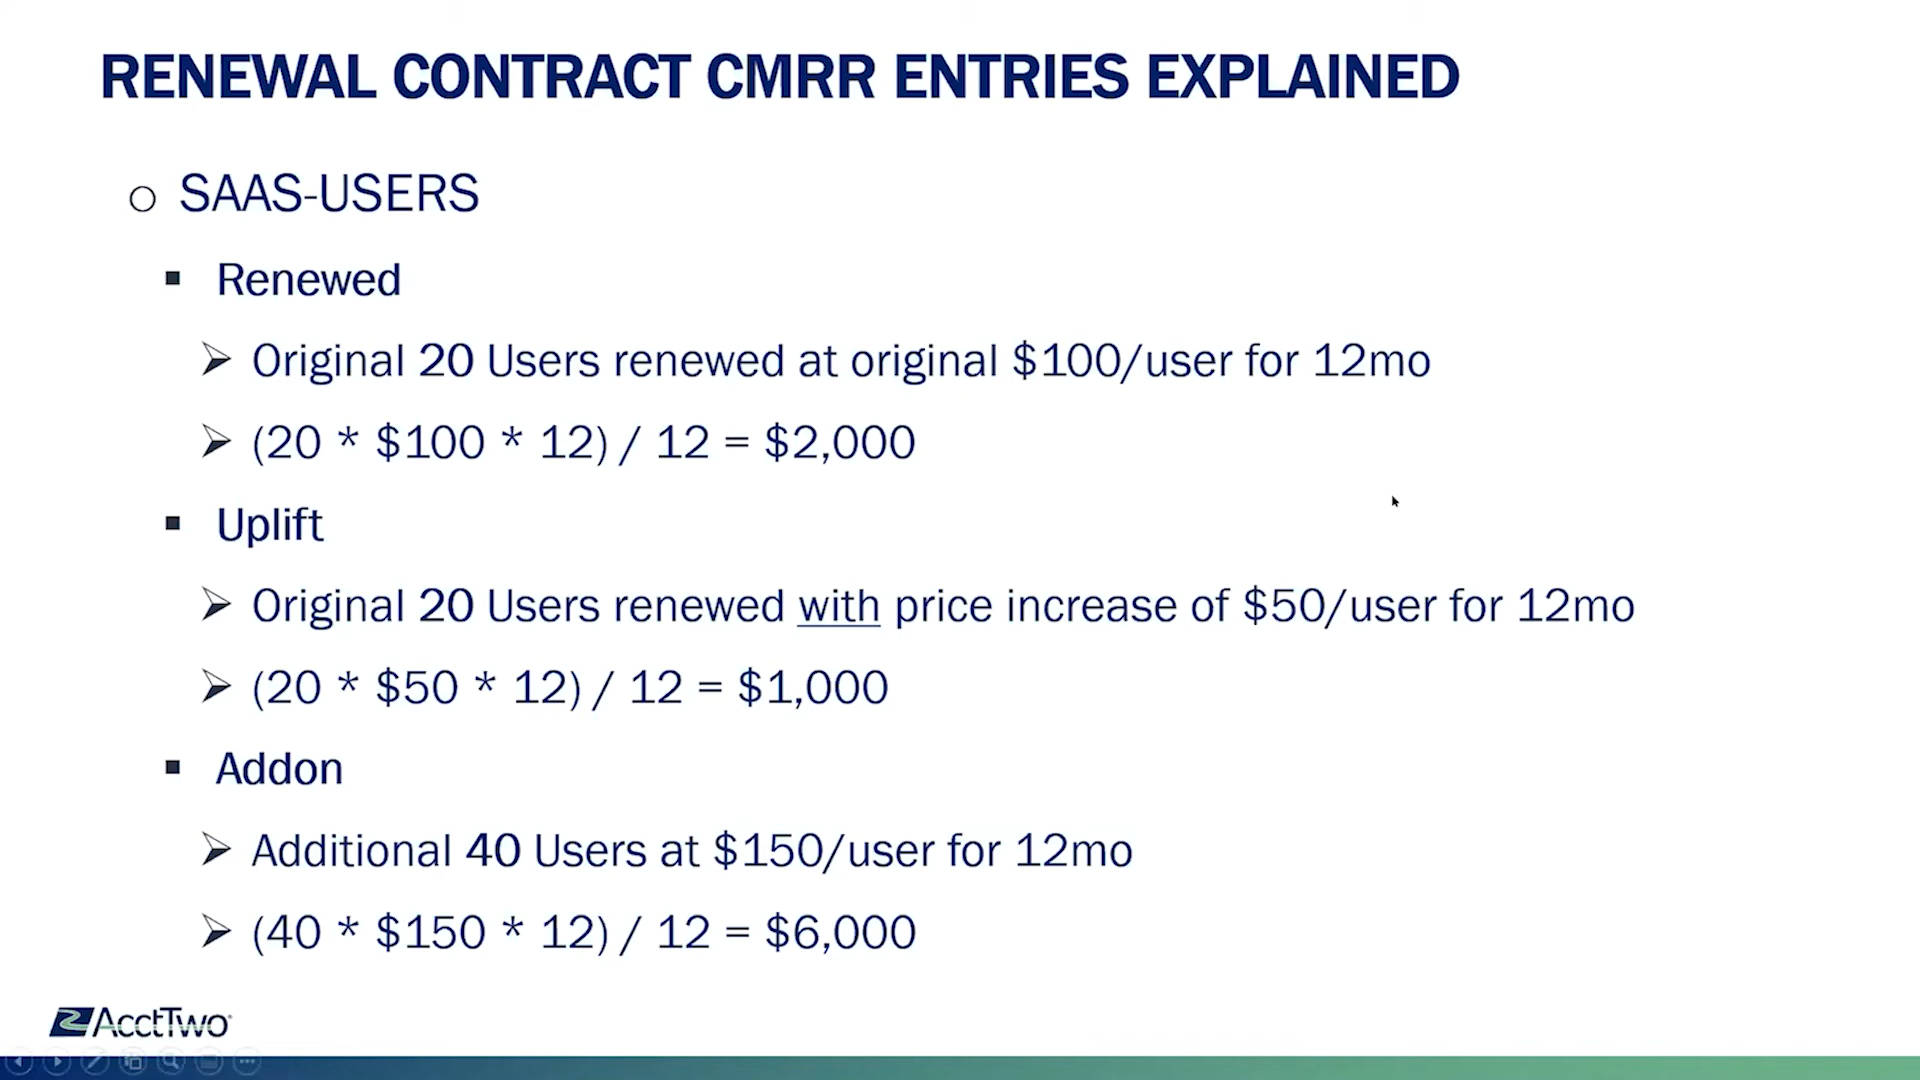 RENEWAL CONTRACT CMRR ENTRIES EXPLAINED
SAAS-USERS
Renewed
Original 20 Users renewed at original $100/user for 12mo
(20 * $100 * 12) / 12 = $2,000
Uplift
Original 20 Users renewed with price increase of $50/user for 12mo
(20 * $50 * 12) / 12 = $1,000
Addon
Additional 40 Users at $150/user for 12mo
(40 * $150 * 12) / 12 = $6,000
AcctTwo